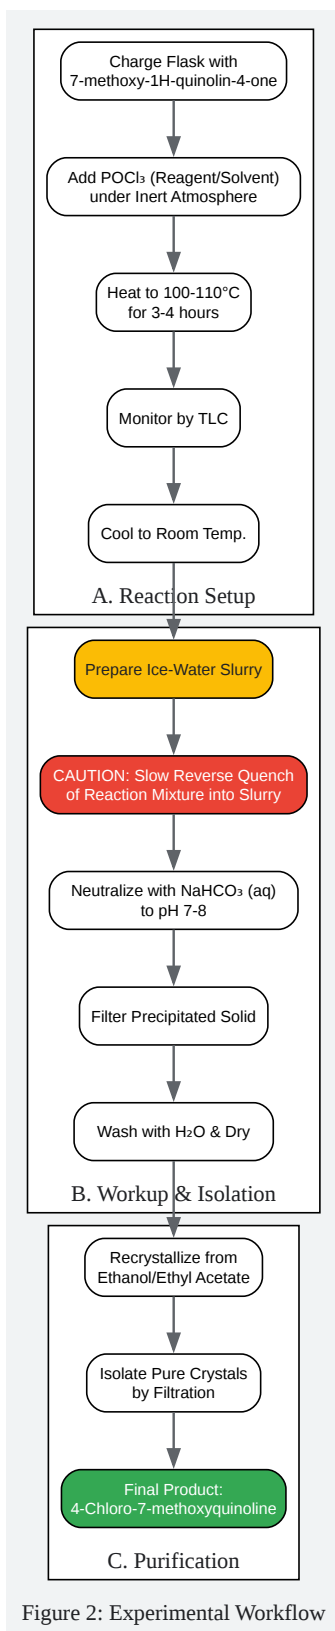 Charge Flask with
7-methoxy-1H-quinolin-4-one
Add POCl₃ (Reagent/Solvent)
under Inert Atmosphere
Heat to 100-110°C
for 3-4 hours
Monitor by TLC
Cool to Room Temp.
A. Reaction Setup
Prepare Ice-Water Slurry
CAUTION: Slow Reverse Quench
of Reaction Mixture into Slurry
Neutralize with NaHCO₃ (aq)
to pH 7-8
Filter Precipitated Solid
Wash with H₂O & Dry
B. Workup & Isolation
Recrystallize from
Ethanol/Ethyl Acetate
Isolate Pure Crystals
by Filtration
Final Product:
4-Chloro-7-methoxyquinoline
C. Purification
Figure 2: Experimental Workflow